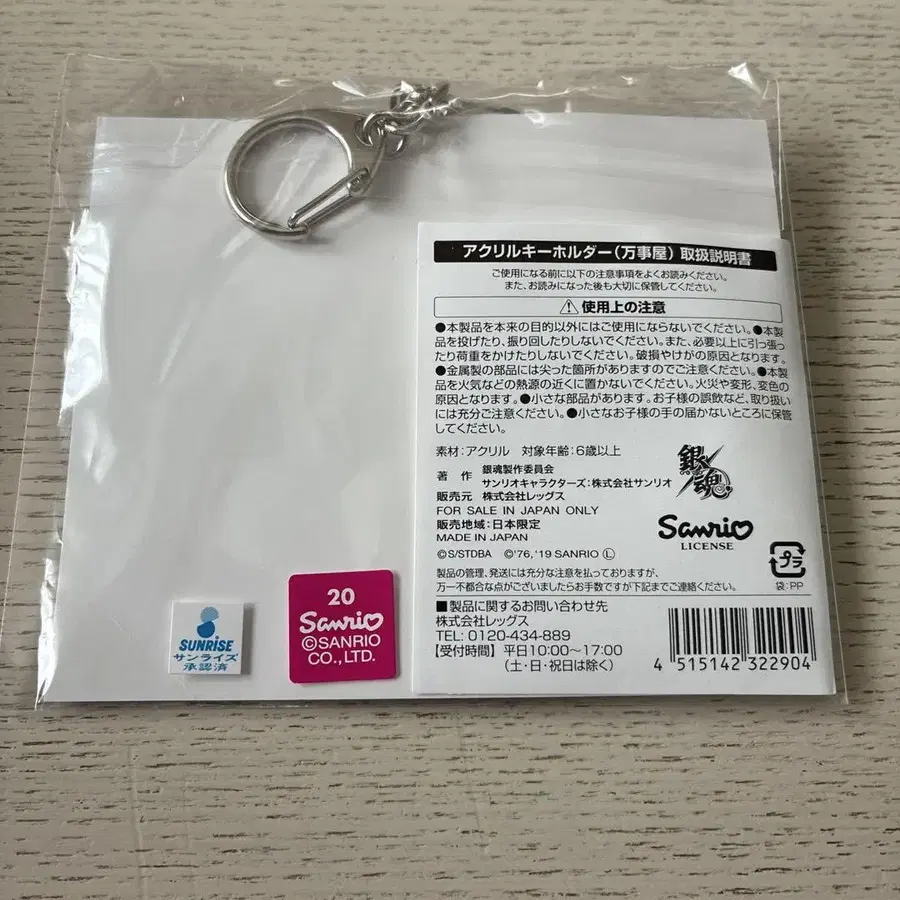 アクリルキーホルダー(万事屋)取扱説明書
ご使用になる前に以下の注意事項をよくお読みください。
また、お読みになった後も大切に保管してください。
⚠使用上の注意
●本製品を本来の目的以外にはご使用にならないでください。●本製
品を投げたり、振り回したりしないでください。また、必要以上に引っ張っ
たり荷重をかけたりしないでください。破損やけがの原因となります。
●金属製の部品には尖った箇所がありますのでご注意ください。●本製
品を火気などの熱源の近くに置かないでください。火災や変形、変色の
原因となります。●小さな部品があります。お子様の誤飲など、取り扱い
には充分ご注意ください。●小さなお子様の手の届かないところに保管
してください。
素材:アクリル 対象年齢:6歳以上
著 作 銀魂製作委員会
サンリオキャラクターズ:株式会社サンリオ
販売元 株式会社レッグス
FOR SALE IN JAPAN ONLY
販売地域:日本限定
MADE IN JAPAN
©S/STDBA ©'76,'19 SANRIO Ⓛ
銀魂
Sanrio
LICENSE
プラ
袋:PP
製品の管理、発送には充分な注意を払っておりますが、
万一不都合な点がございましたらお手数ですが下記までご連絡ください。
■製品に関するお問い合わせ先
株式会社レッグス
TEL: 0120-434-889
【受付時間】 平日10:00~17:00
(土・日・祝日は除く)
4 515142 322904
SUNRISE
サンライズ
承認済
20
Sanrio
©SANRIO
CO., LTD.